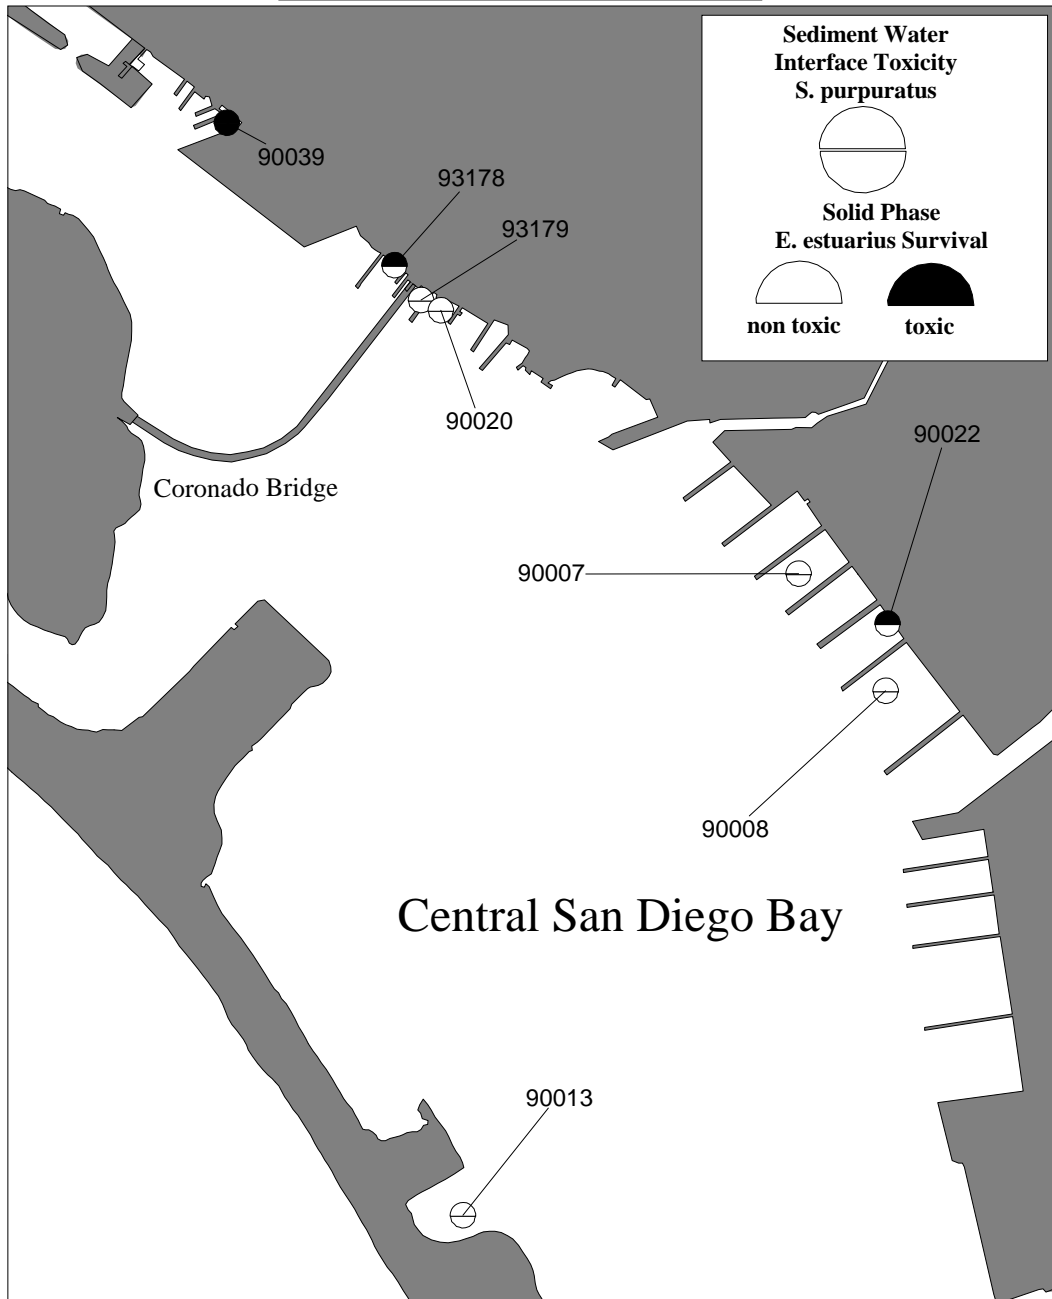 Sediment Water
Interface Toxicity
S. purpuratus
Solid Phase
E. estuarius Survival
non toxic
toxic
90039
93178
93179
90020
90022
Coronado Bridge
90007
90008
Central San Diego Bay
90013